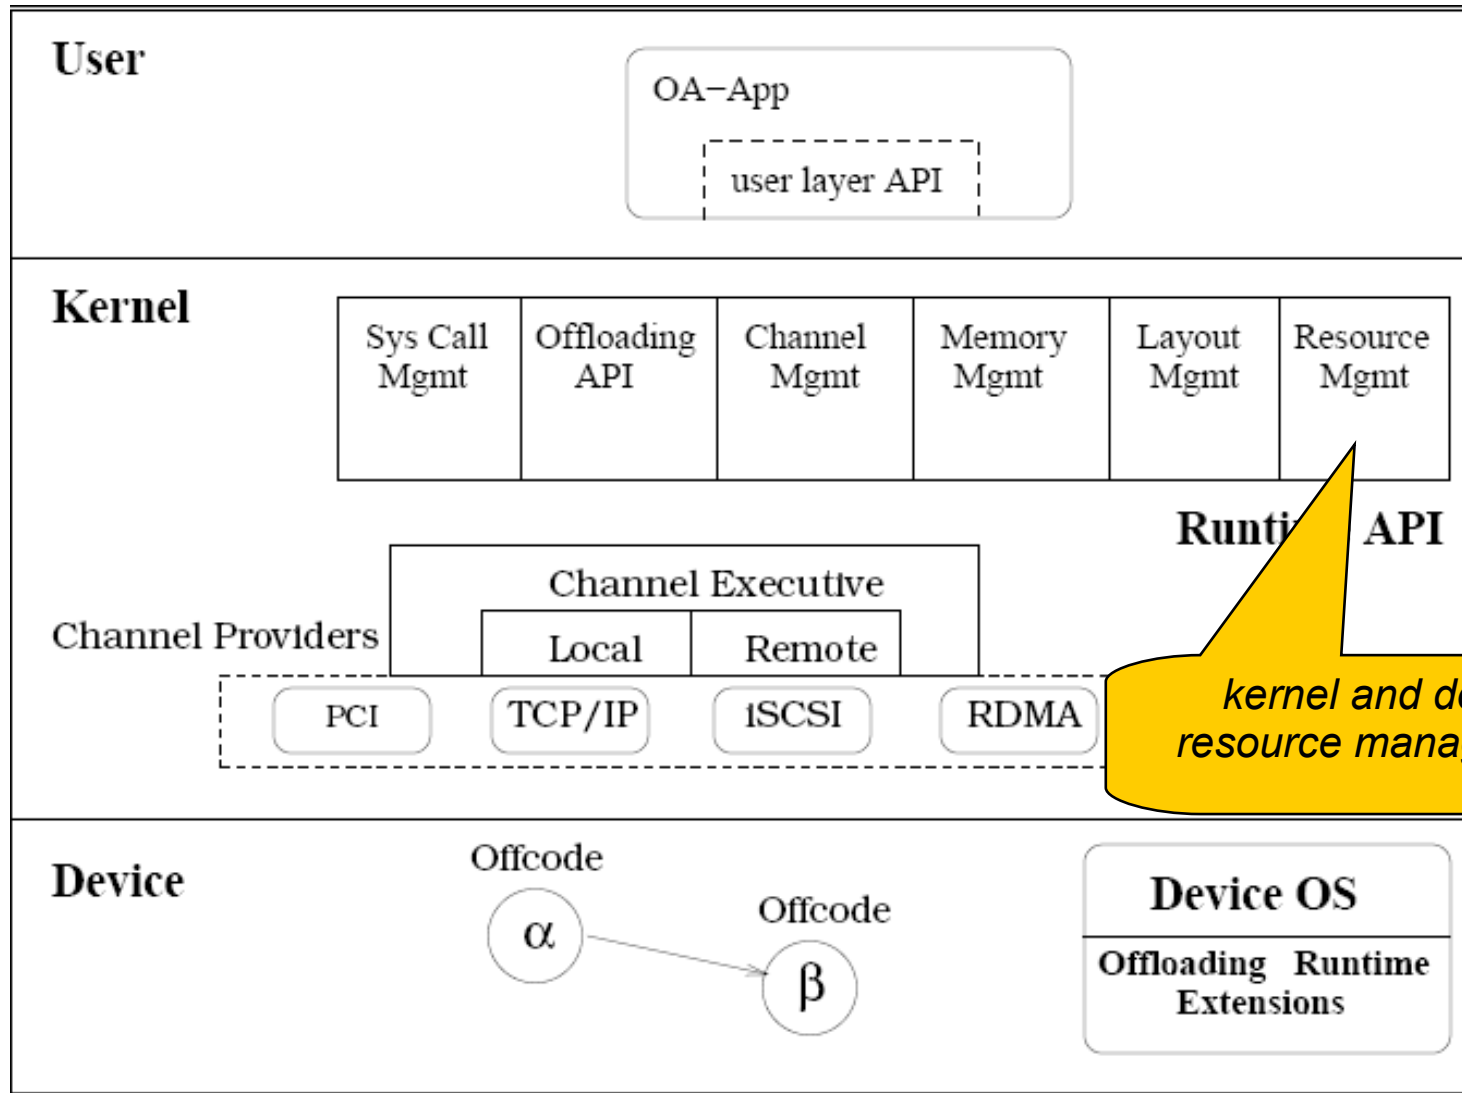 User
OA−App
user layer API
Kernel
Sys Call
Mgmt
Offloading
API
Channel
Mgmt
Memory
Mgmt
Layout
Mgmt
Resource
Mgmt
API
Channel Executive
Channel Providers
Local
Remote
PCI
TCP/IP
iSCSI
RDMA
kernel and
resource
Device
Offcode
α
Offcode
β
Device OS
Offloading Runtime
Extensions